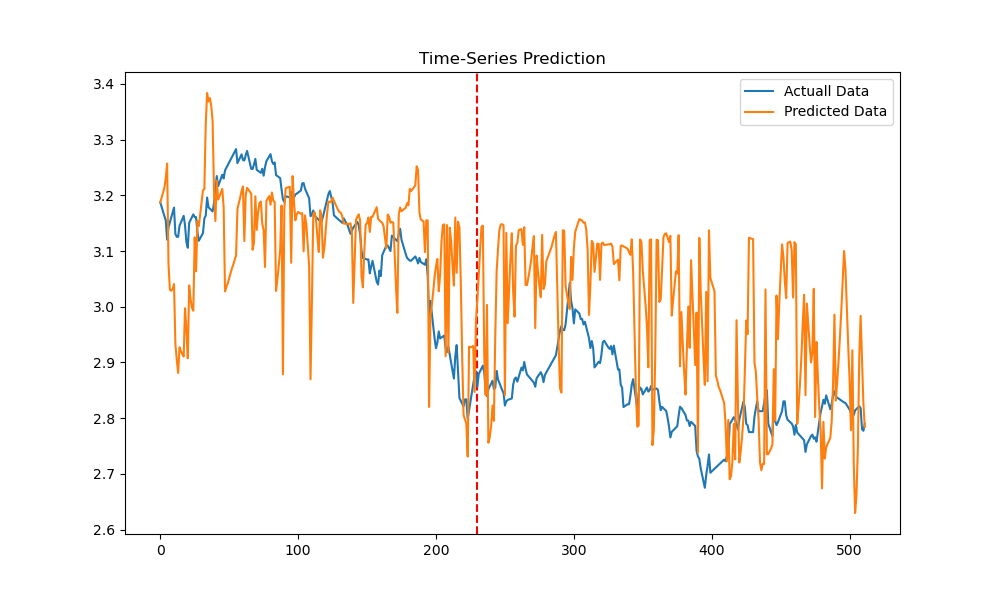 Time-Series Prediction
Actuall Data
Predicted Data
3.4
3.3
3.2
3.1
3.0
2.9
2.8
2.7
2.6
0 100 200 300 400 500